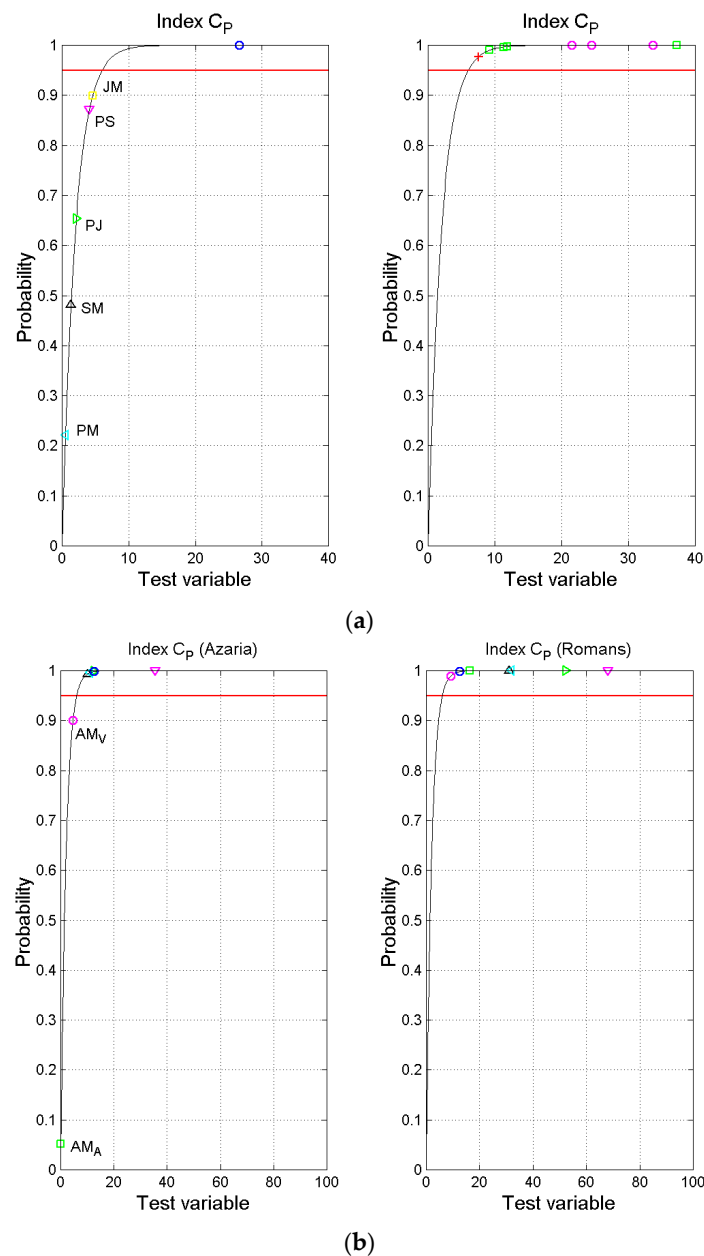 Index C_P
Index C_P
1
0.9
0.8
0.7
0.6
0.5
0.4
0.3
0.2
0.1
0
Probability
JM
PS
PJ
SM
PM
0 10 20 30 40
Test variable
1
0.9
0.8
0.7
0.6
0.5
0.4
0.3
0.2
0.1
0
Probability
0 10 20 30 40
Test variable
(a)
Index C_P (Azaria)
Index C_P (Romans)
1
0.9
0.8
0.7
0.6
0.5
0.4
0.3
0.2
0.1
0
Probability
AM_V
AM_A
0 20 40 60 80 100
Test variable
1
0.9
0.8
0.7
0.6
0.5
0.4
0.3
0.2
0.1
0
Probability
0 20 40 60 80 100
Test variable
(b)